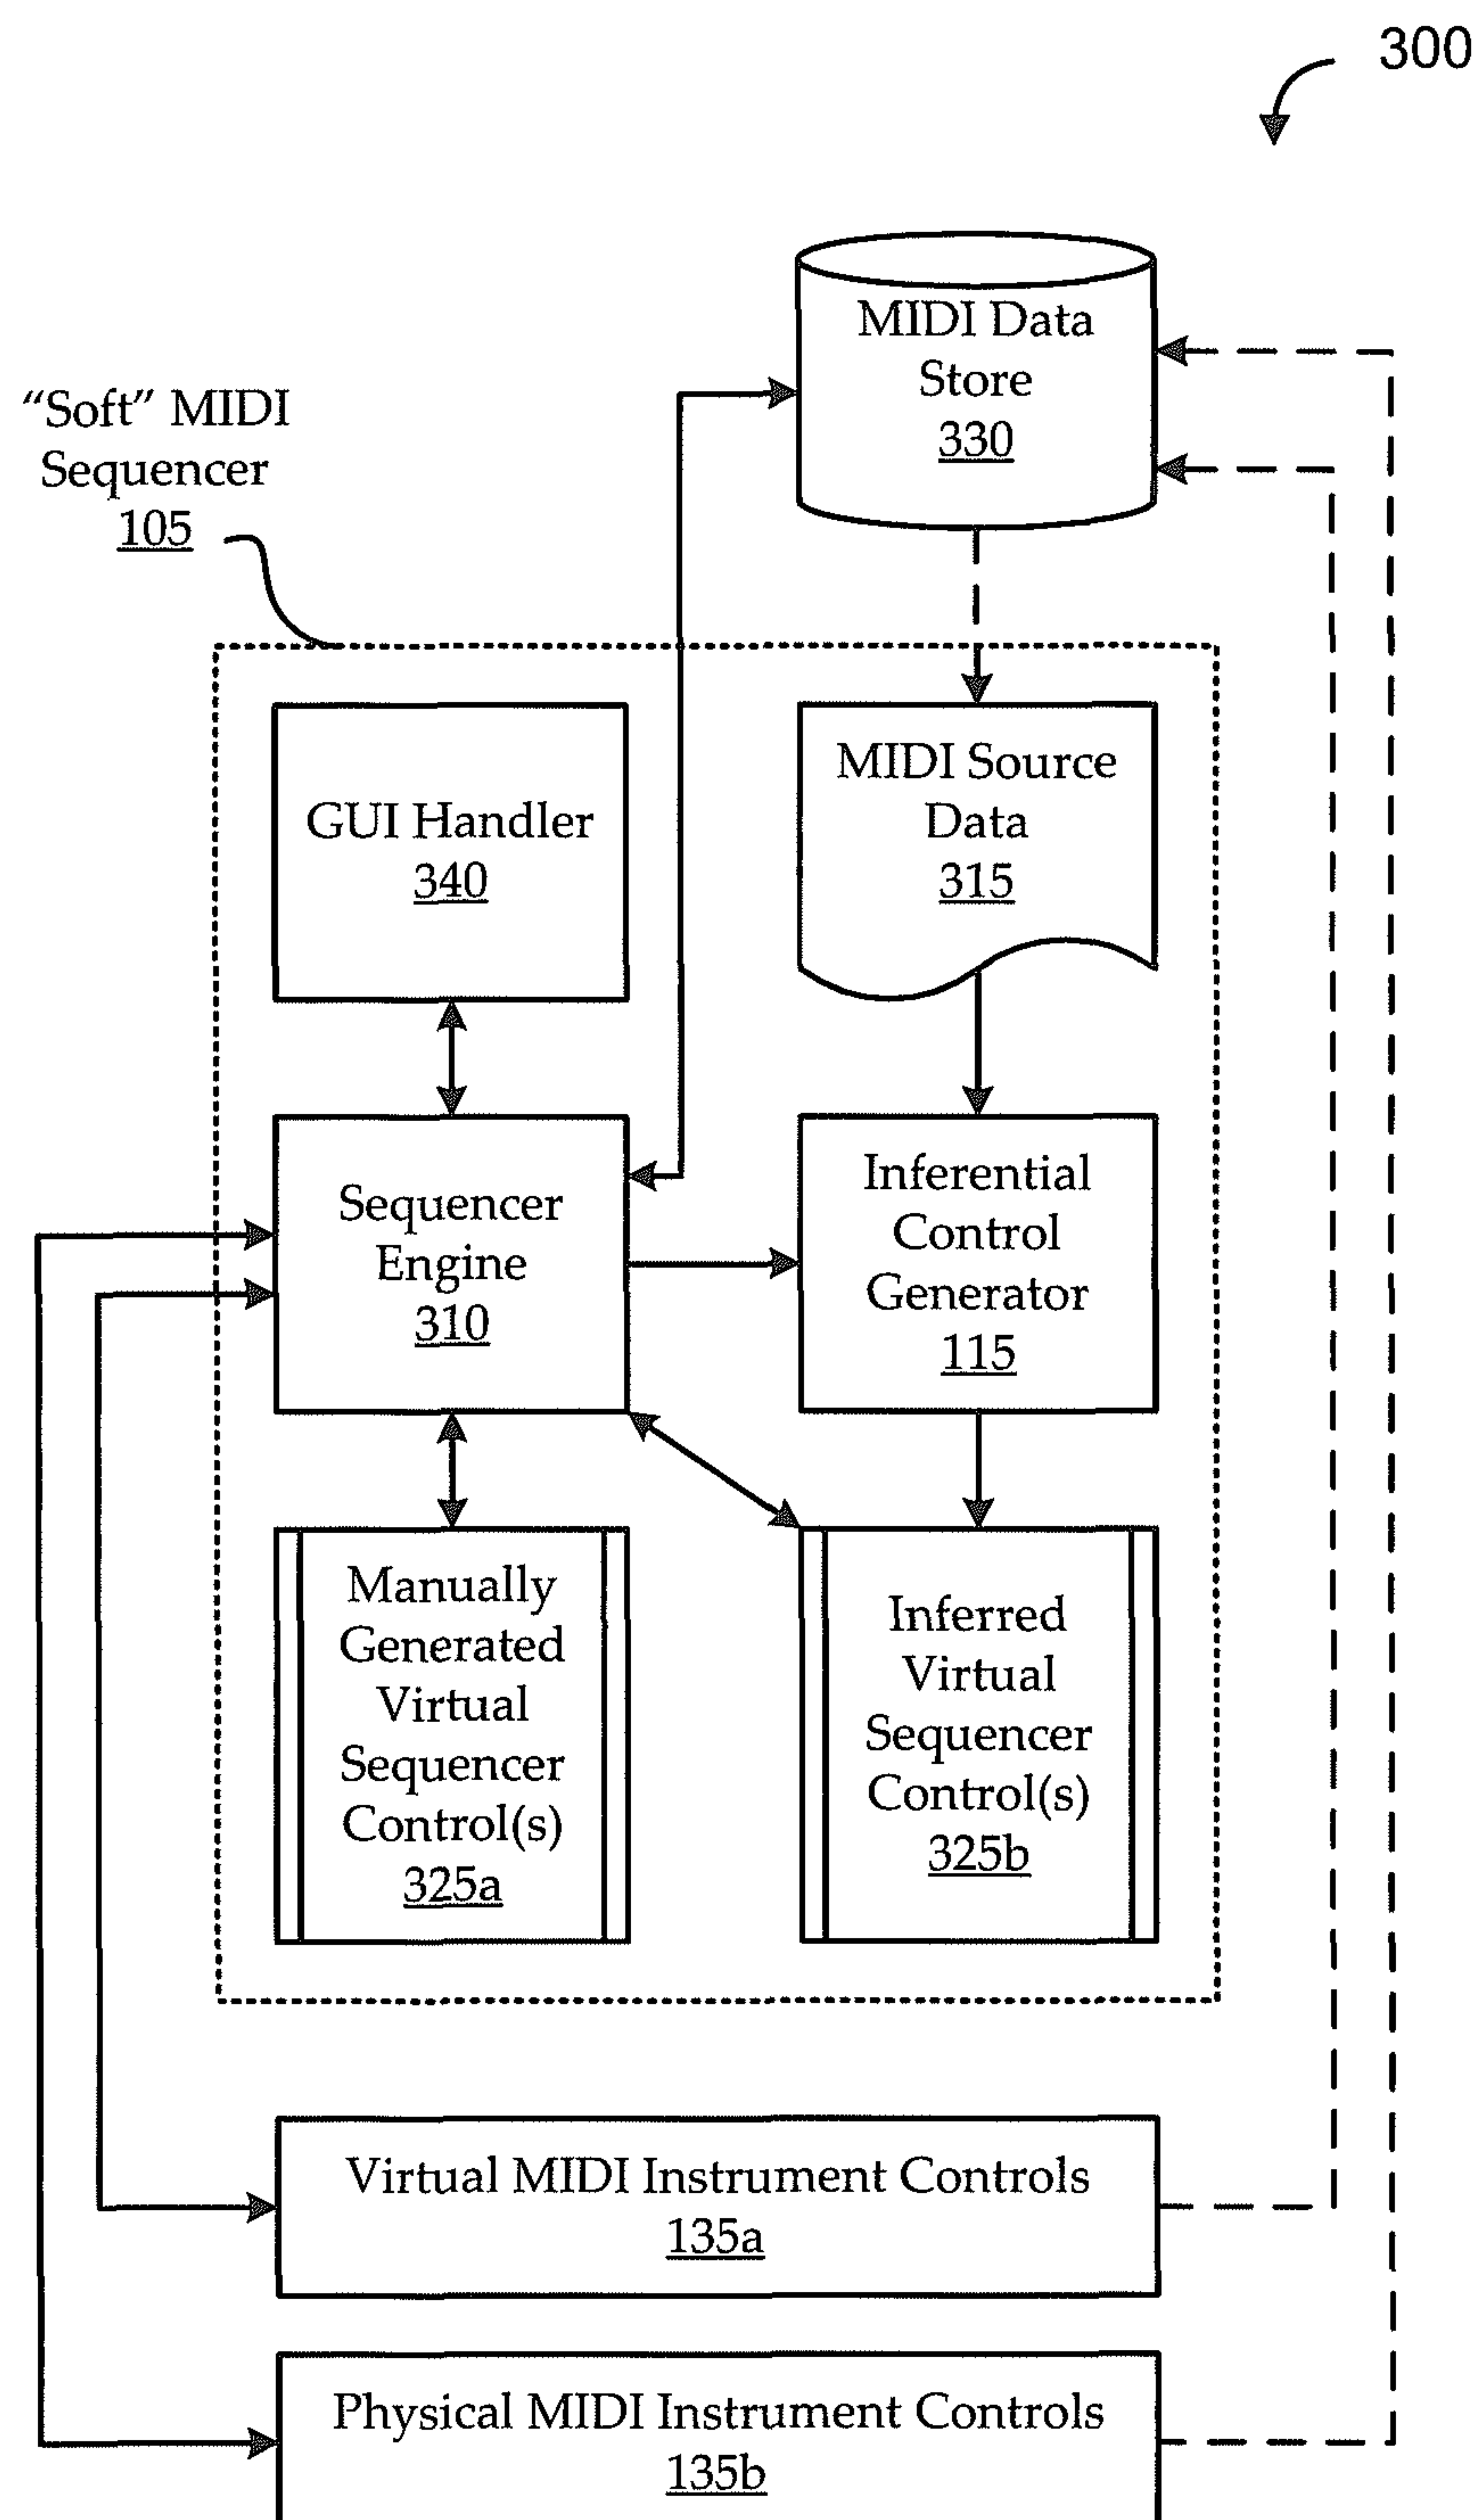 300
MIDI Data
Store
330
“Soft” MIDI
Sequencer
105
GUI Handler
340
MIDI Source
Data
315
Sequencer
Engine
310
Inferential
Control
Generator
115
Manually
Generated
Virtual
Sequencer
Control(s)
325a
Inferred
Virtual
Sequencer
Control(s)
325b
Virtual MIDI Instrument Controls
135a
Physical MIDI Instrument Controls
135b